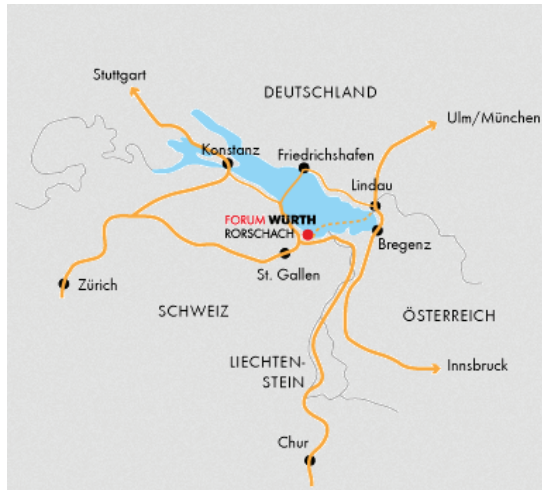 Stuttgart
DEUTSCHLAND
Ulm/München
Konstanz
Friedrichshafen
Lindau
FORUM WÜRTH
RORSCHACH
Bregenz
St. Gallen
Zürich
SCHWEIZ
ÖSTERREICH
LIECHTEN-
STEIN
Innsbruck
Chur